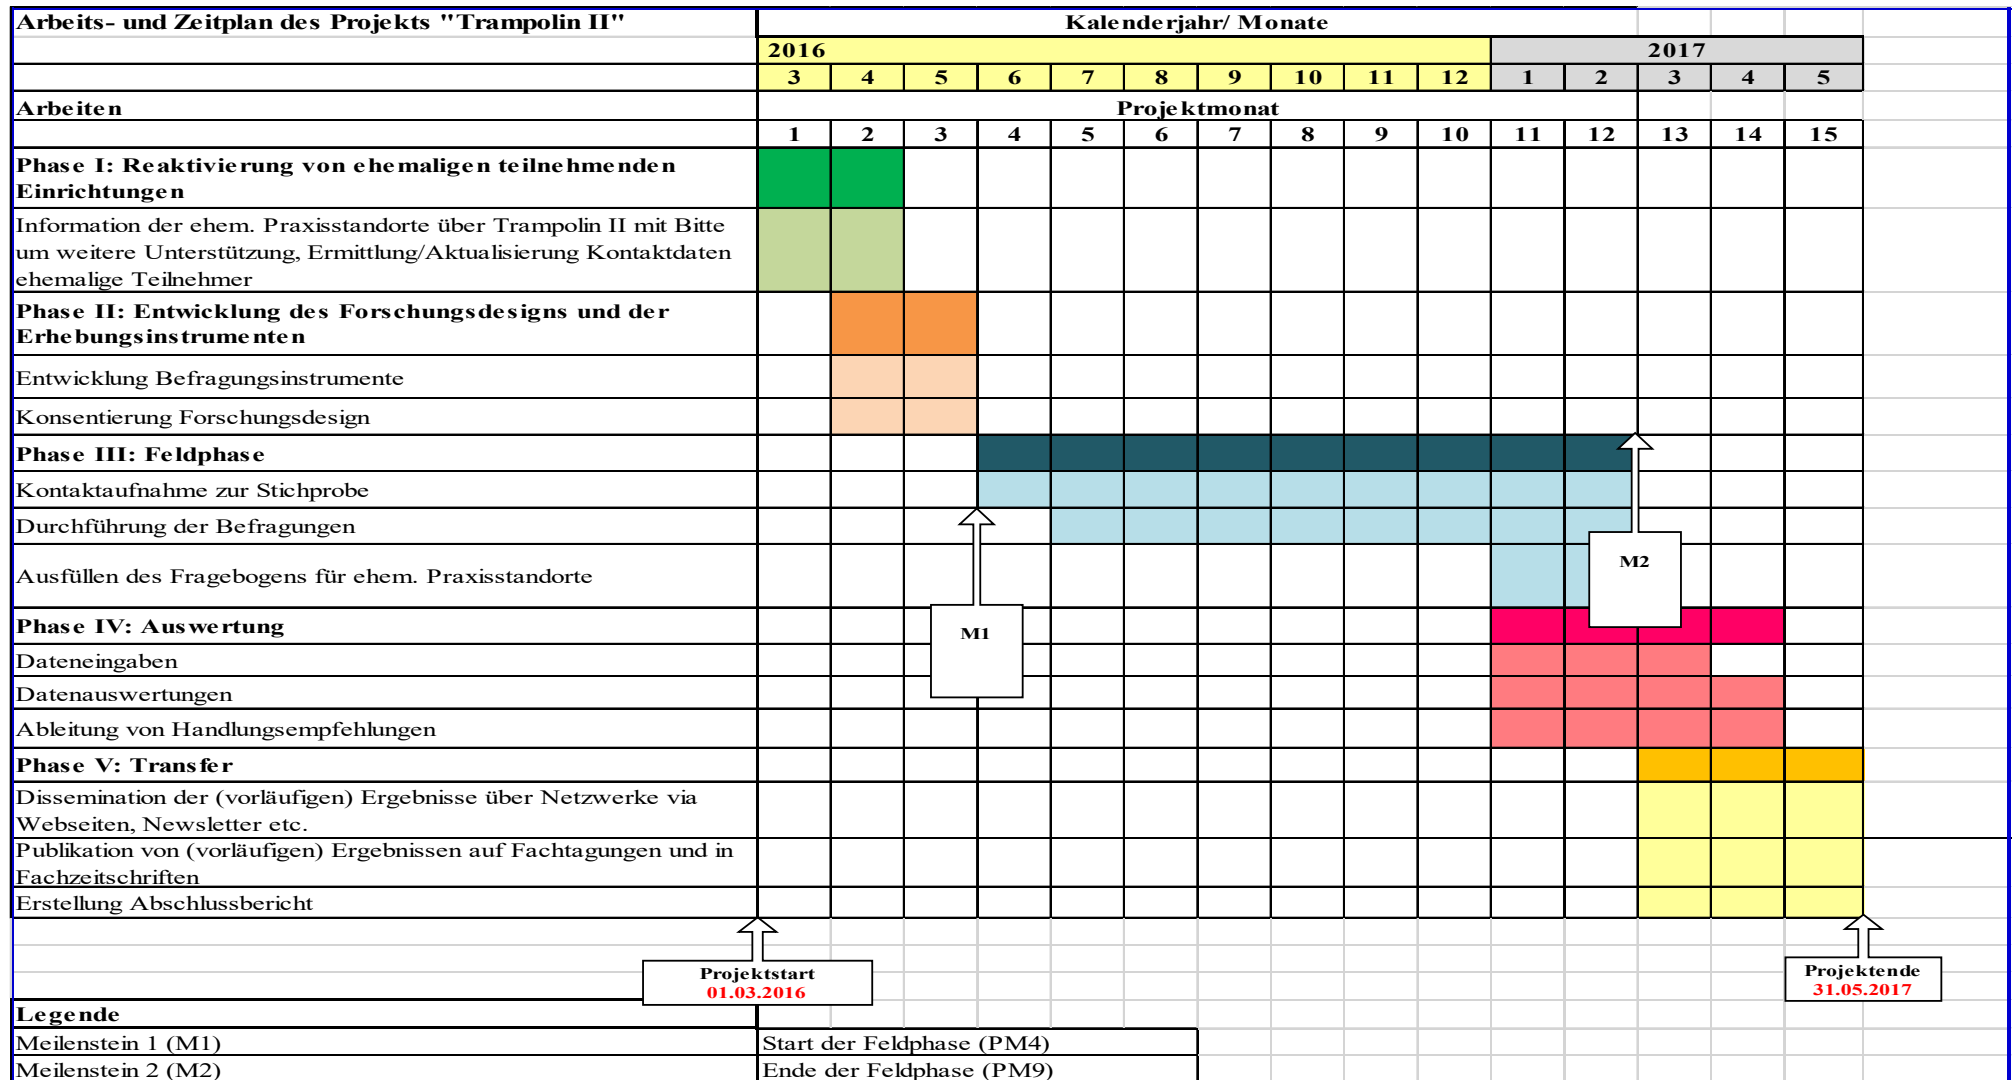 Arbeits- und Zeitplan des Projekts "Trampolin II" Kalenderjahr/ Monate
2016 2017
3 4 5 6 7 8 9 10 11 12 1 2 3 4 5
Arbeiten Projektmonat
1 2 3 4 5 6 7 8 9 10 11 12 13 14 15
Phase I: Reaktivierung von ehemaligen teilnehmenden
Einrichtungen
Information der ehem. Praxisstandorte über Trampolin II mit Bitte
um weitere Unterstützung, Ermittlung/Aktualisierung Kontaktdaten
ehemalige Teilnehmer
Phase II: Entwicklung des Forschungsdesigns und der
Erhebungsinstrumenten
Entwicklung Befragungsinstrumente
Konsentierung Forschungsdesign
Phase III: Feldphase
Kontaktaufnahme zur Stichprobe
Durchführung der Befragungen
M2
Ausfüllen des Fragebogens für ehem. Praxisstandorte
Phase IV: Auswertung
M1
Dateneingaben
Datenauswertungen
Ableitung von Handlungsempfehlungen
Phase V: Transfer
Dissemination der (vorläufigen) Ergebnisse über Netzwerke via
Webseiten, Newsletter etc.
Publikation von (vorläufigen) Ergebnissen auf Fachtagungen und in
Fachzeitschriften
Erstellung Abschlussbericht
Projektstart
01.03.2016
Projektende
31.05.2017
Legende
Meilenstein 1 (M1) Start der Feldphase (PM4)
Meilenstein 2 (M2) Ende der Feldphase (PM9)